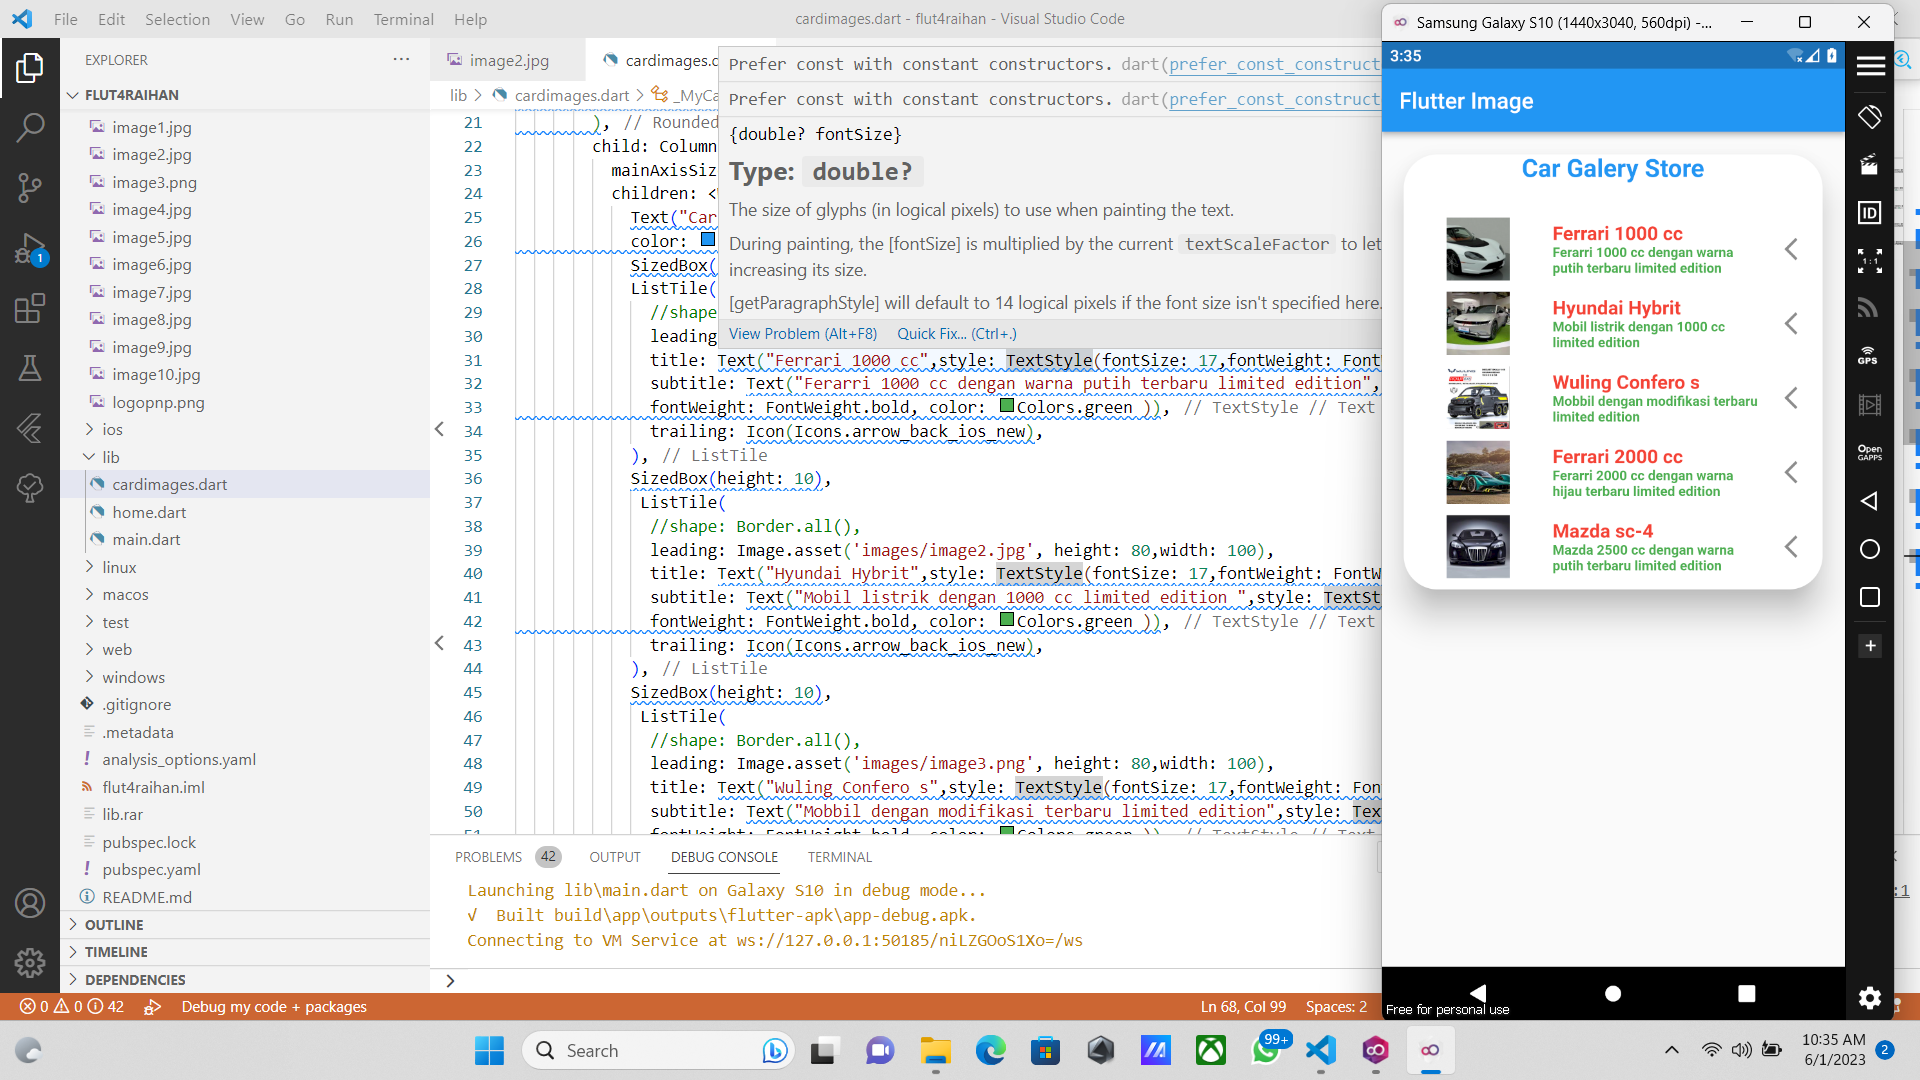 File Edit Selection View Go Run Terminal Help
cardimages.dart - flut4raihan - Visual Studio Code
EXPLORER
FLUT4RAIHAN
image1.jpg
image2.jpg
image3.png
image4.jpg
image5.jpg
image6.jpg
image7.jpg
image8.jpg
image9.jpg
image10.jpg
logopnp.png
ios
lib
cardimages.dart
home.dart
main.dart
linux
macos
test
web
windows
.gitignore
.metadata
analysis_options.yaml
flut4raihan.iml
lib.rar
pubspec.lock
pubspec.yaml
README.md
OUTLINE
TIMELINE
DEPENDENCIES
1
image2.jpg
cardimages.d
lib > cardimages.dart > _MyCa
Prefer const with constant constructors. dart(prefer_const_construct
Prefer const with constant constructors. dart(prefer_const_construct
{double? fontSize}
Type: double?
The size of glyphs (in logical pixels) to use when painting the text.
During painting, the [fontSize] is multiplied by the current textScaleFactor to let
increasing its size.
[getParagraphStyle] will default to 14 logical pixels if the font size isn't specified here.
View Problem (Alt+F8) Quick Fix... (Ctrl+.)
21 ), // Rounded
22 child: Column
23 mainAxisSiz
24 children: <
25 Text("Car
26 color:
27 SizedBox(
28 ListTile(
29 //shape
30 leading
31 title: Text("Ferrari 1000 cc",style: TextStyle(fontSize: 17,fontWeight: Font
32 subtitle: Text("Ferarri 1000 cc dengan warna putih terbaru limited edition",
33 fontWeight: FontWeight.bold, color: Colors.green )), // TextStyle // Text
34 trailing: Icon(Icons.arrow_back_ios_new),
35 ), // ListTile
36 SizedBox(height: 10),
37 ListTile(
38 //shape: Border.all(),
39 leading: Image.asset('images/image2.jpg', height: 80,width: 100),
40 title: Text("Hyundai Hybrit",style: TextStyle(fontSize: 17,fontWeight: FontW
41 subtitle: Text("Mobil listrik dengan 1000 cc limited edition ",style: TextSt
42 fontWeight: FontWeight.bold, color: Colors.green )), // TextStyle // Text
43 trailing: Icon(Icons.arrow_back_ios_new),
44 ), // ListTile
45 SizedBox(height: 10),
46 ListTile(
47 //shape: Border.all(),
48 leading: Image.asset('images/image3.png', height: 80,width: 100),
49 title: Text("Wuling Confero s",style: TextStyle(fontSize: 17,fontWeight: Fon
50 subtitle: Text("Mobbil dengan modifikasi terbaru limited edition",style: Tex
51 fontWeight: FontWeight.bold, color: Colors.green )), // TextStyle // Text
PROBLEMS 42 OUTPUT DEBUG CONSOLE TERMINAL
Launching lib\main.dart on Galaxy S10 in debug mode...
√ Built build\app\outputs\flutter-apk\app-debug.apk.
Connecting to VM Service at ws://127.0.0.1:50185/niLZGOoS1Xo=/ws
0 0 42 Debug my code + packages
Ln 68, Col 99 Spaces: 2
Samsung Galaxy S10 (1440x3040, 560dpi) -...
3:35
Flutter Image
Car Galery Store
Ferrari 1000 cc
Ferarri 1000 cc dengan warna
putih terbaru limited edition
Hyundai Hybrit
Mobil listrik dengan 1000 cc
limited edition
Wuling Confero s
Mobbil dengan modifikasi terbaru
limited edition
Ferrari 2000 cc
Ferarri 2000 cc dengan warna
hijau terbaru limited edition
Mazda sc-4
Mazda 2500 cc dengan warna
putih terbaru limited edition
Free for personal use
ID
1:1
GPS
Open
GAPPS
:1
Search
99+
10:35 AM
6/1/2023
2